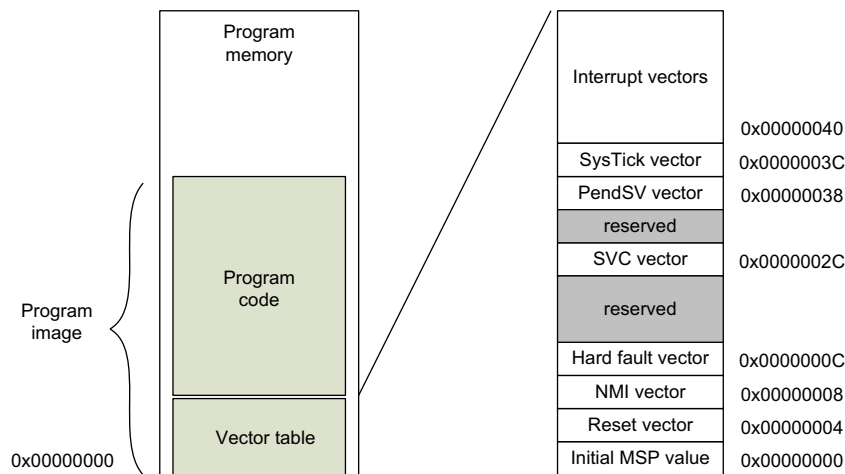 Program
memory
Program
code
Program
image
Vector table
0x00000000
Interrupt vectors
0x00000040
SysTick vector
0x0000003C
PendSV vector
0x00000038
reserved
SVC vector
0x0000002C
reserved
Hard fault vector
0x0000000C
NMI vector
0x00000008
Reset vector
0x00000004
Initial MSP value
0x00000000